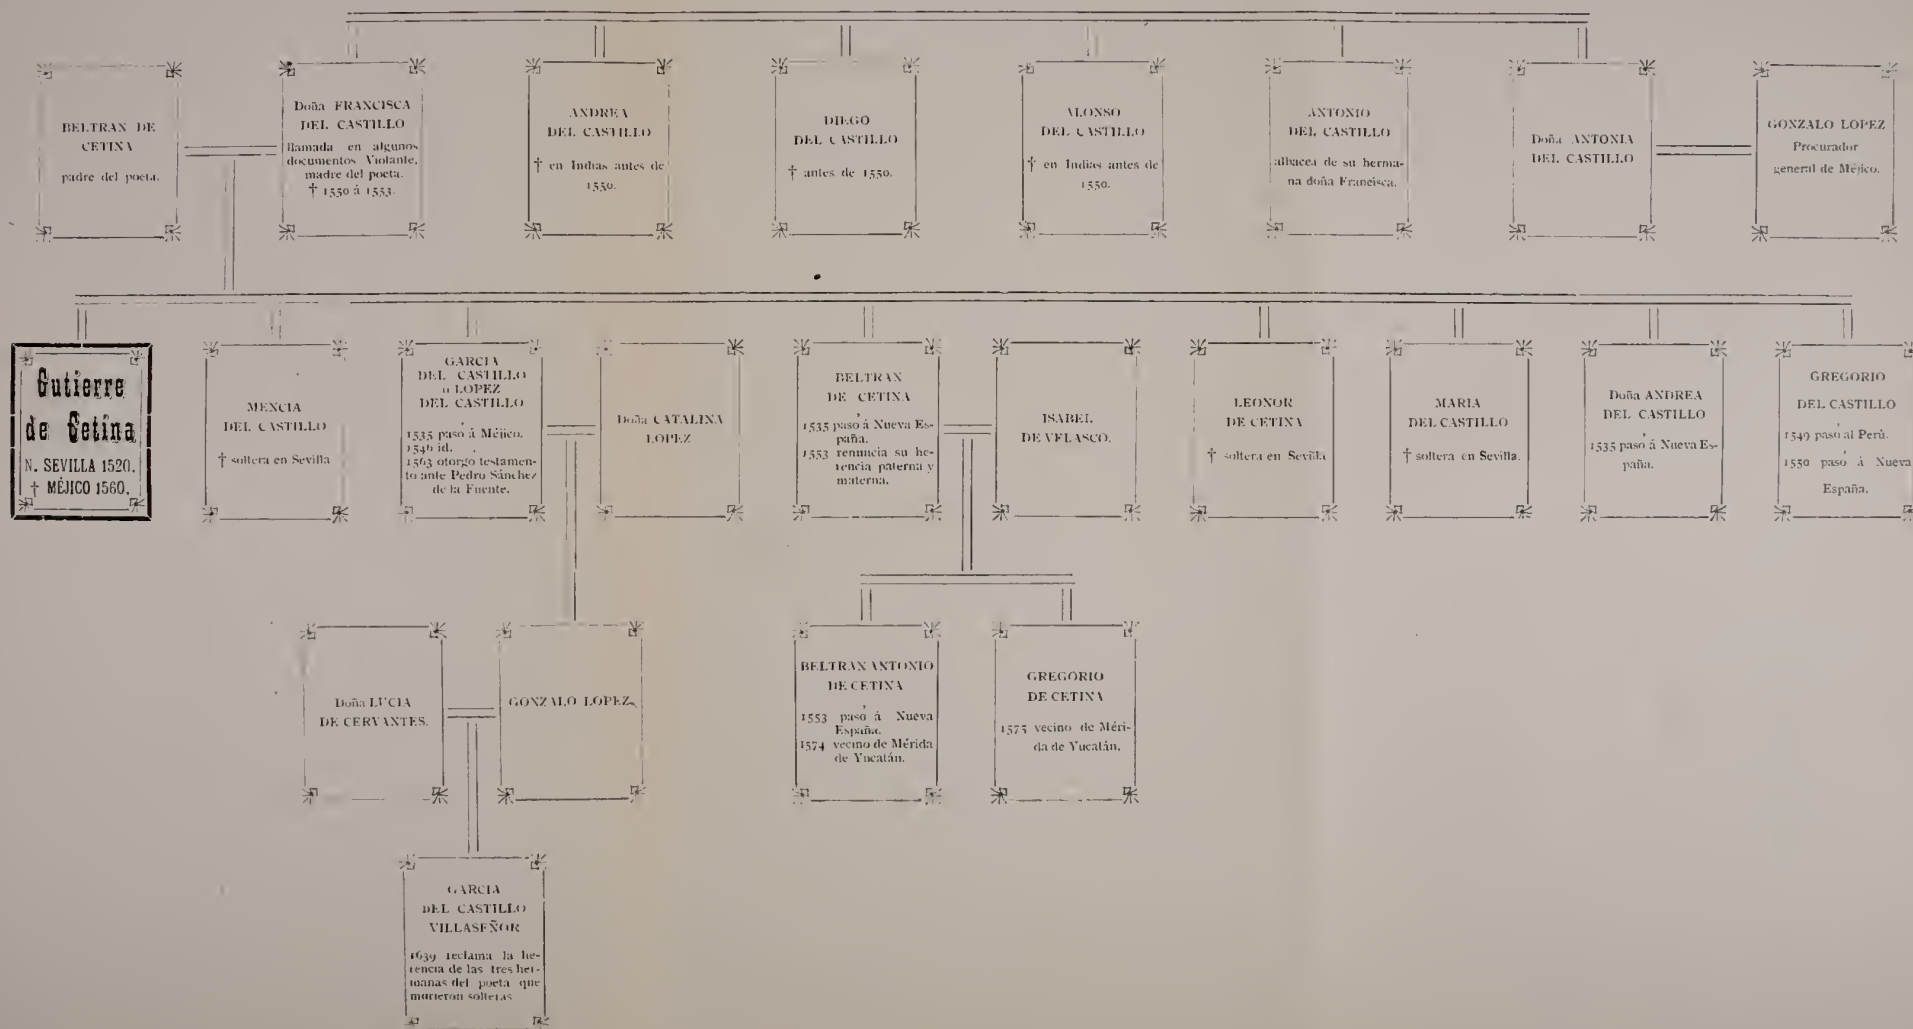 BELTRAN DE
CETINA
padre del poeta.
Doña FRANCISCA
DEL CASTILLO
llamada en algunos
documentos Violante,
madre del poeta.
† 1550 á 1553.
ANDREA
DEL CASTILLO
† en Indias antes de
1550.
DIEGO
DEL CASTILLO
† antes de 1550.
ALONSO
DEL CASTILLO
† en Indias antes de
1550.
ANTONIO
DEL CASTILLO
albacea de su herma-
na doña Francisca.
Doña ANTONIA
DEL CASTILLO
GONZALO LOPEZ
Procurador
general de Méjico.
Gutierre
de Cetina
N. SEVILLA 1520.
† MÉJICO 1560.
MENCIA
DEL CASTILLO
† soltera en Sevilla
GARCIA
DEL CASTILLO
o LOPEZ
DEL CASTILLO
1535 pasó á Méjico.
1546 id.
1563 otorgo testamen-
to ante Pedro Sánchez
de la Fuente.
Doña CATALINA
LOPEZ
BELTRAN
DE CETINA
1535 pasó á Nueva Es-
paña.
1553 renuncia su he-
rencia paterna y
materna.
ISABEL
DE VELASCO.
LEONOR
DE CETINA
† soltera en Sevilla
MARIA
DEL CASTILLO
† soltera en Sevilla.
Doña ANDREA
DEL CASTILLO
1535 pasó á Nueva Es-
paña.
GREGORIO
DEL CASTILLO
1549 pasó al Perù.
1550 pasó á Nueva
España.
Doña LUCIA
DE CERVANTES.
GONZALO LOPEZ
BELTRAN ANTONIO
DE CETINA
1553 pasó á Nueva
España.
1574 vecino de Mérida
de Yucatán.
GREGORIO
DE CETINA
1575 vecino de Méri-
da de Yucatán.
GARCIA
DEL CASTILLO
VILLASEÑOR
1639 reclama la he-
rencia de las tres her-
manas del poeta que
murieron solteras